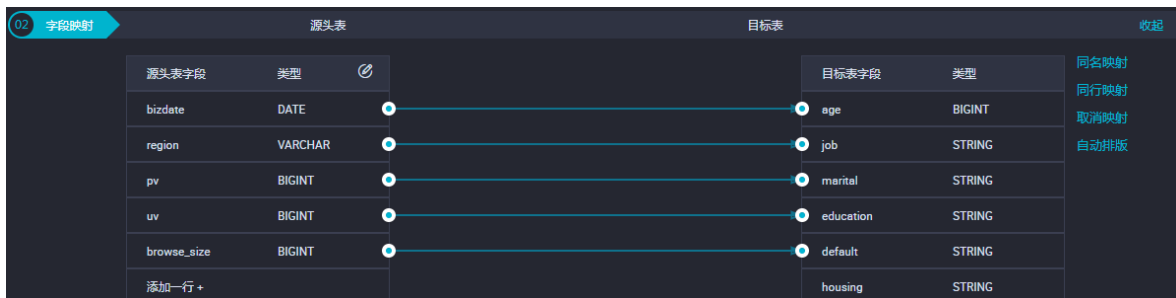 02 字段映射 源头表 目标表 收起
源头表字段 类型 目标表字段 类型 同名映射
同行映射
bizdate DATE age BIGINT 取消映射
region VARCHAR job STRING 自动排版
pv BIGINT marital STRING
uv BIGINT education STRING
browse_size BIGINT default STRING
添加一行 + housing STRING